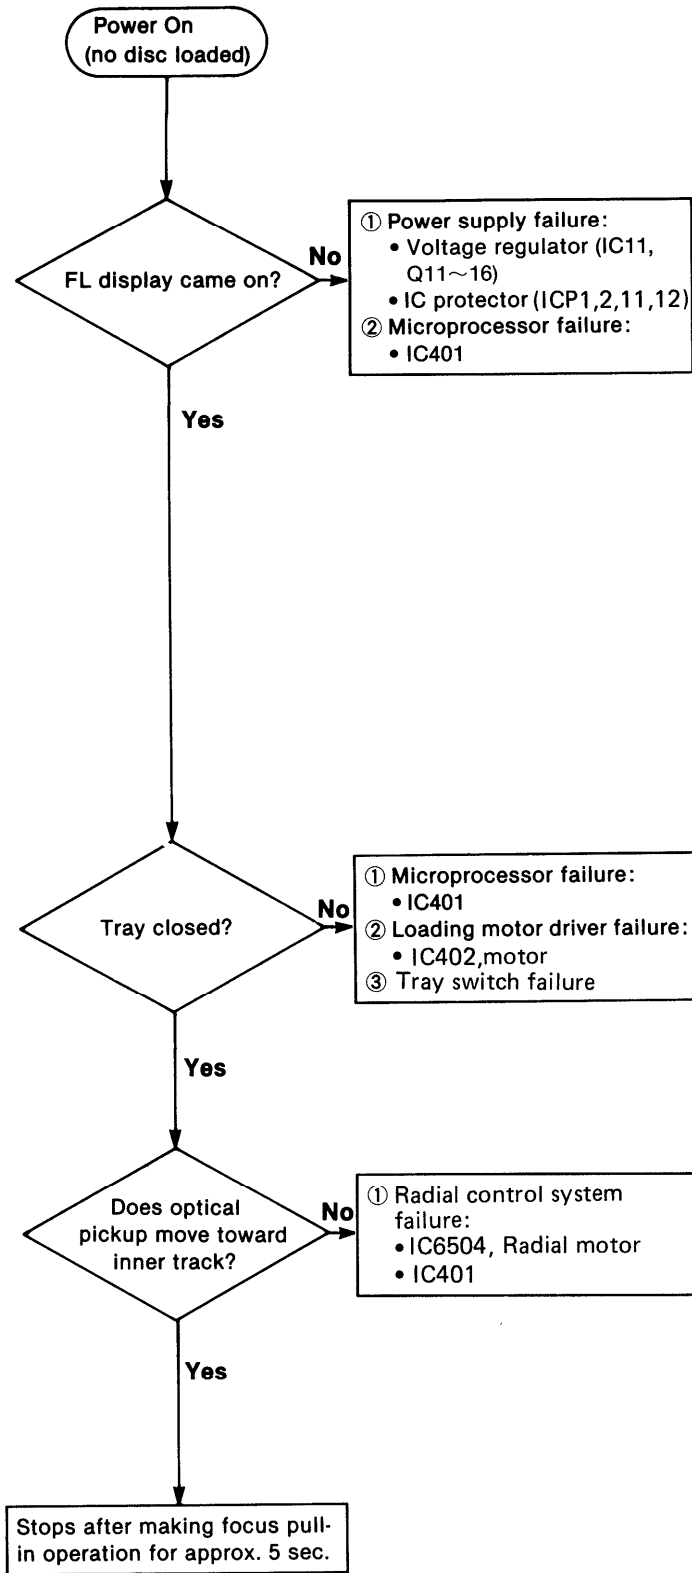 Power On
(no disc loaded)
FL display came on?
No
① Power supply failure:
• Voltage regulator (IC11,
Q11～16)
• IC protector (ICP1,2,11,12)
② Microprocessor failure:
• IC401
Yes
Tray closed?
No
① Microprocessor failure:
• IC401
② Loading motor driver failure:
• IC402,motor
③ Tray switch failure
Yes
Does optical
pickup move toward
inner track?
No
① Radial control system
failure:
• IC6504, Radial motor
• IC401
Yes
Stops after making focus pull-
in operation for approx. 5 sec.